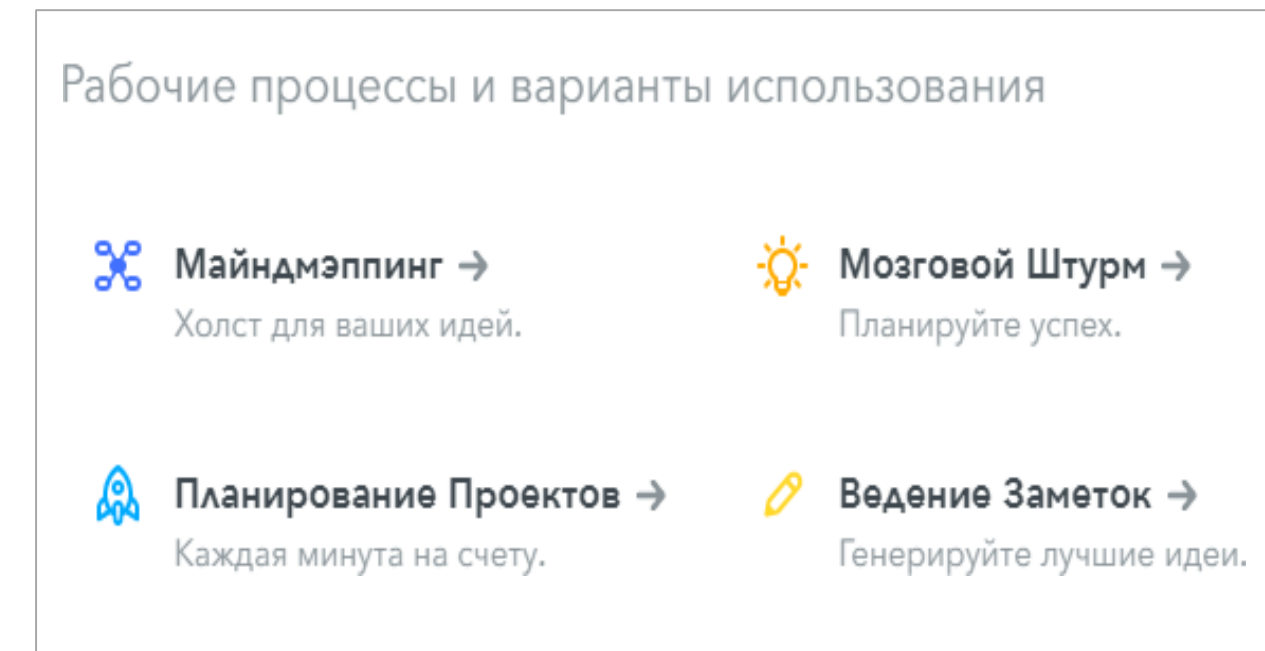 Рабочие процессы и варианты использования
Майндмэппинг →
Холст для ваших идей.
Мозговой Штурм →
Планируйте успех.
Планирование Проектов →
Каждая минута на счету.
Ведение Заметок →
Генерируйте лучшие идеи.